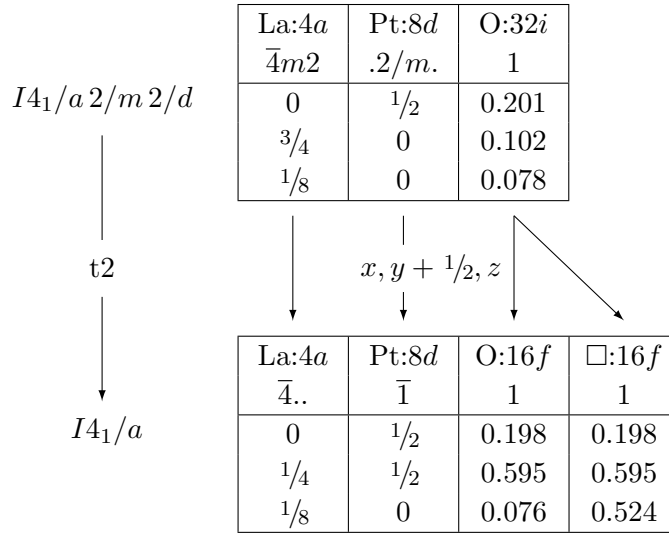 La:4a Pt:8d O:32i
4̅m2 .2/m. 1
I4₁/a 2/m 2/d
0 1/2 0.201
3/4 0 0.102
1/8 0 0.078
t2
x, y + 1/2, z
La:4a Pt:8d O:16f □:16f
4̅.. 1̅ 1 1
I4₁/a
0 1/2 0.198 0.198
1/4 1/2 0.595 0.595
1/8 0 0.076 0.524